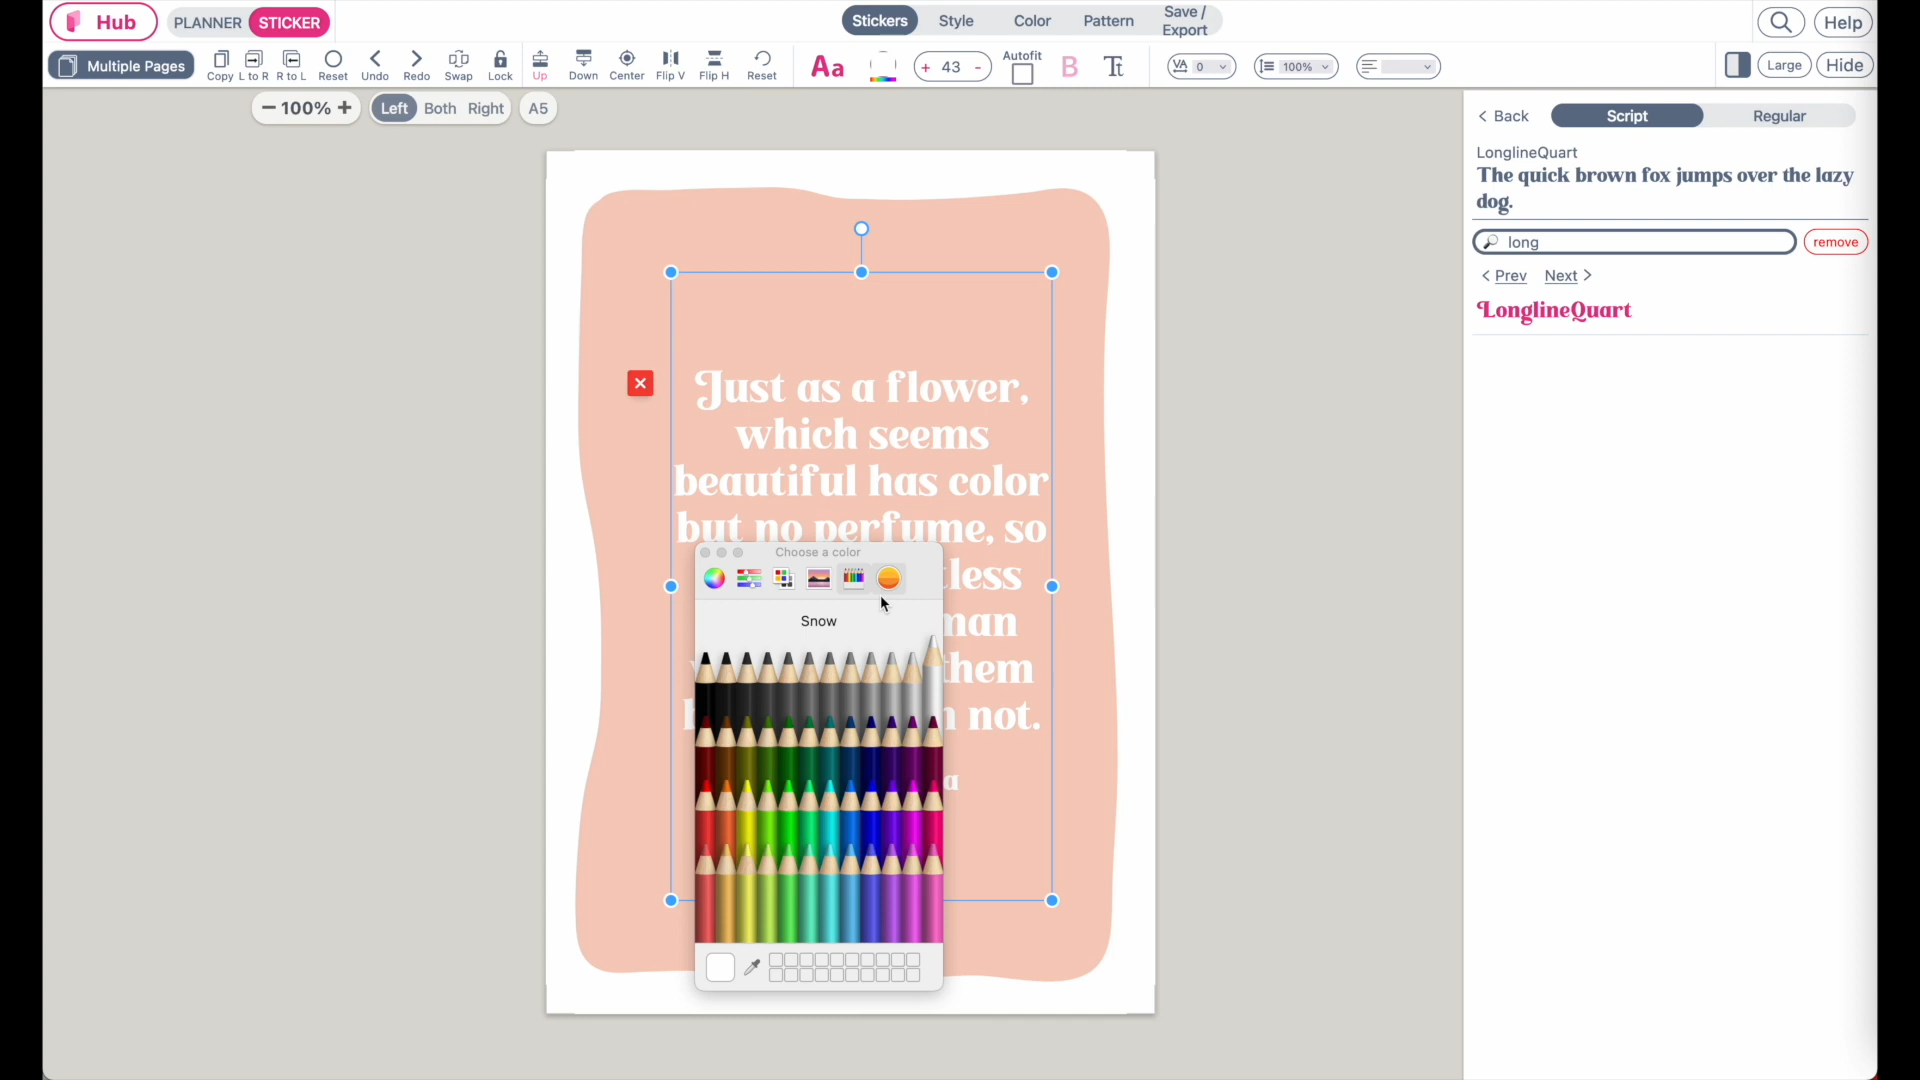 Hub
PLANNER STICKER
Stickers Style Color Pattern Save / Export
Help
Multiple Pages
Copy L to R R to L Reset Undo Redo Swap Lock Up Down Center Flip V Flip H Reset
Aa
+ 43 -
Autofit
B
Tt
VA 0
100%
Large
Hide
− 100% +
Left Both Right
A5
< Back
Script Regular
LonglineQuart
The quick brown fox jumps over the lazy
dog.
long
remove
< Prev Next >
LonglineQuart
Just as a flower,
which seems
beautiful has color
but no perfume, so
tless
man
them
n not.
a
Choose a color
Snow